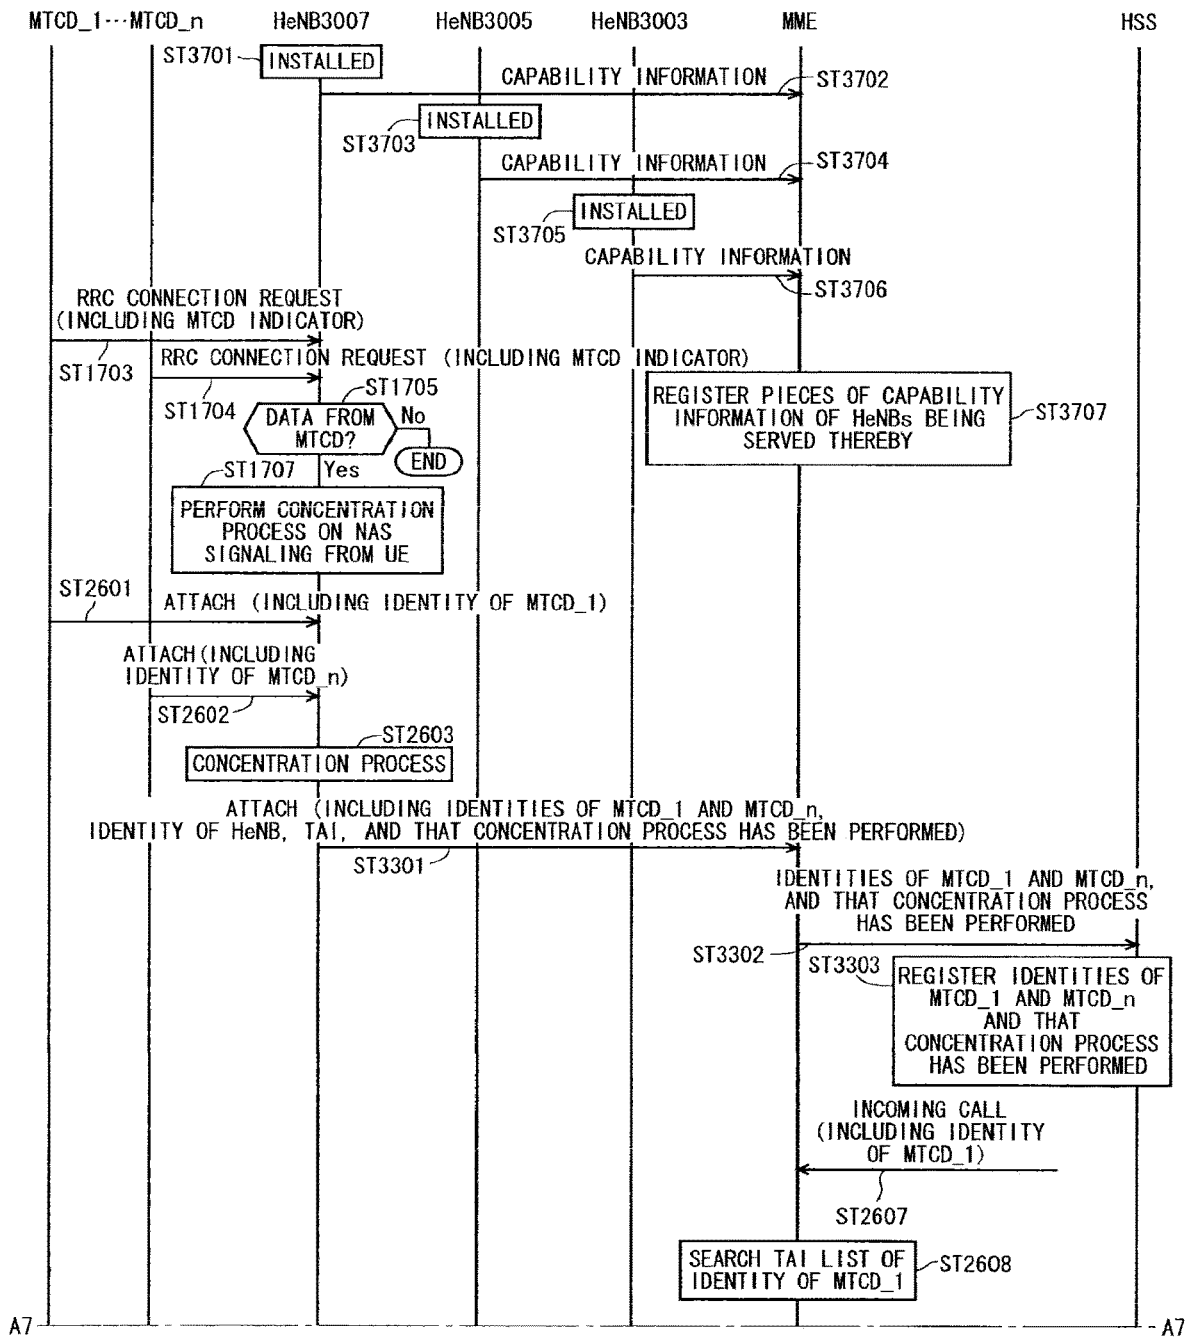 MTCD_1···MTCD_n HeNB3007 HeNB3005 HeNB3003 MME HSS
ST3701
INSTALLED
CAPABILITY INFORMATION
ST3702
INSTALLED
ST3703
CAPABILITY INFORMATION
ST3704
INSTALLED
ST3705
CAPABILITY INFORMATION
ST3706
RRC CONNECTION REQUEST
(INCLUDING MTCD INDICATOR)
ST1703
RRC CONNECTION REQUEST (INCLUDING MTCD INDICATOR)
ST1704
ST1705
DATA FROM
MTCD?
No
END
Yes
REGISTER PIECES OF CAPABILITY
INFORMATION OF HeNBs BEING
SERVED THEREBY
ST3707
ST1707
PERFORM CONCENTRATION
PROCESS ON NAS
SIGNALING FROM UE
ST2601
ATTACH (INCLUDING IDENTITY OF MTCD_1)
ATTACH(INCLUDING
IDENTITY OF MTCD_n)
ST2602
ST2603
CONCENTRATION PROCESS
ATTACH (INCLUDING IDENTITIES OF MTCD_1 AND MTCD_n,
IDENTITY OF HeNB, TAI, AND THAT CONCENTRATION PROCESS HAS BEEN PERFORMED)
ST3301
IDENTITIES OF MTCD_1 AND MTCD_n,
AND THAT CONCENTRATION PROCESS
HAS BEEN PERFORMED
ST3302
ST3303
REGISTER IDENTITIES OF
MTCD_1 AND MTCD_n
AND THAT
CONCENTRATION PROCESS
HAS BEEN PERFORMED
INCOMING CALL
(INCLUDING IDENTITY
OF MTCD_1)
ST2607
SEARCH TAI LIST OF
IDENTITY OF MTCD_1
ST2608
A7 A7